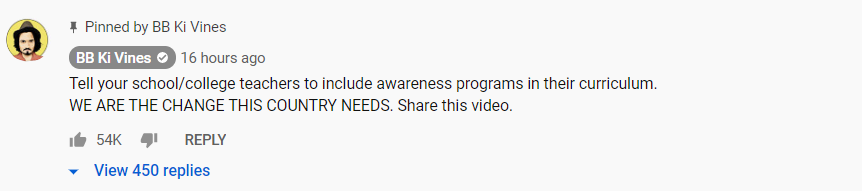 Pinned by BB Ki Vines
BB Ki Vines 16 hours ago
Tell your school/college teachers to include awareness programs in their curriculum.
WE ARE THE CHANGE THIS COUNTRY NEEDS. Share this video.
54K REPLY
View 450 replies